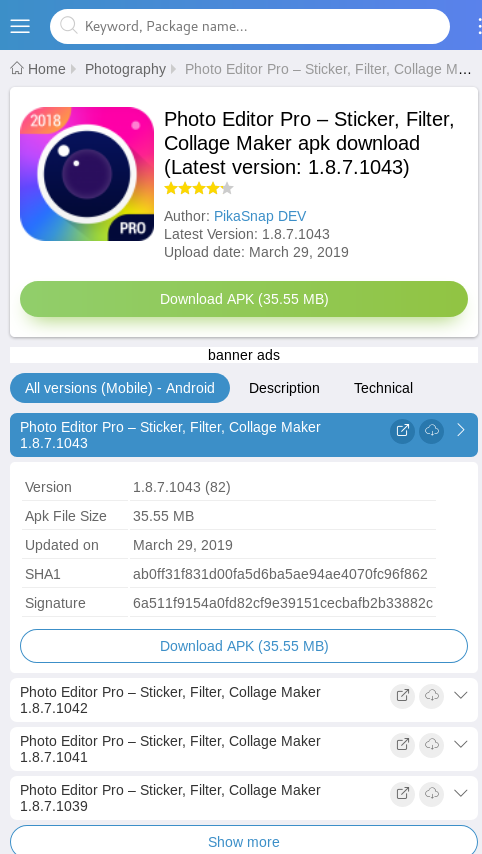 Keyword, Package name...
Home Photography Photo Editor Pro – Sticker, Filter, Collage M...
2018
PRO
Photo Editor Pro – Sticker, Filter,
Collage Maker apk download
(Latest version: 1.8.7.1043)
Author: PikaSnap DEV
Latest Version: 1.8.7.1043
Upload date: March 29, 2019
Download APK (35.55 MB)
banner ads
All versions (Mobile) - Android Description Technical
Photo Editor Pro – Sticker, Filter, Collage Maker
1.8.7.1043
Version 1.8.7.1043 (82)
Apk File Size 35.55 MB
Updated on March 29, 2019
SHA1 ab0ff31f831d00fa5d6ba5ae94ae4070fc96f862
Signature 6a511f9154a0fd82cf9e39151cecbafb2b33882c
Download APK (35.55 MB)
Photo Editor Pro – Sticker, Filter, Collage Maker
1.8.7.1042
Photo Editor Pro – Sticker, Filter, Collage Maker
1.8.7.1041
Photo Editor Pro – Sticker, Filter, Collage Maker
1.8.7.1039
Show more